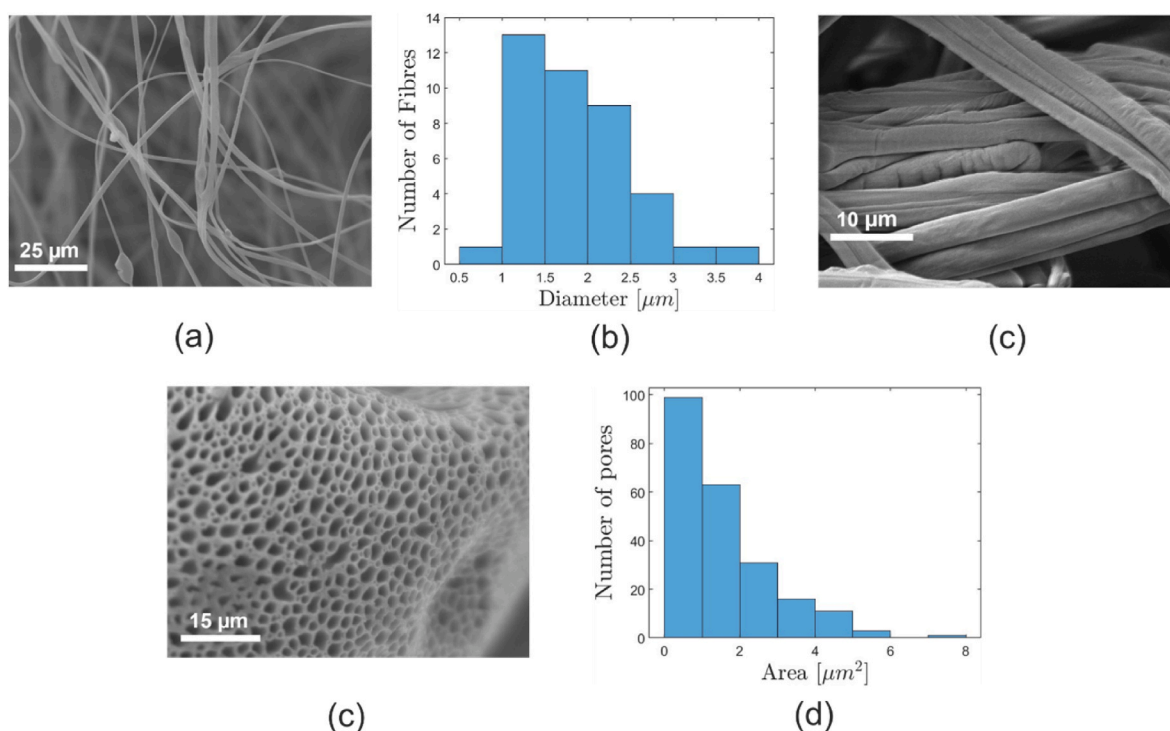 25 µm
(a)
14
12
10
8
6
4
2
0
Number of Fibres
0.5 1 1.5 2 2.5 3 3.5 4
Diameter [µm]
(b)
10 µm
(c)
15 µm
(c)
100
80
60
40
20
0
Number of pores
0 2 4 6 8
Area [µm²]
(d)